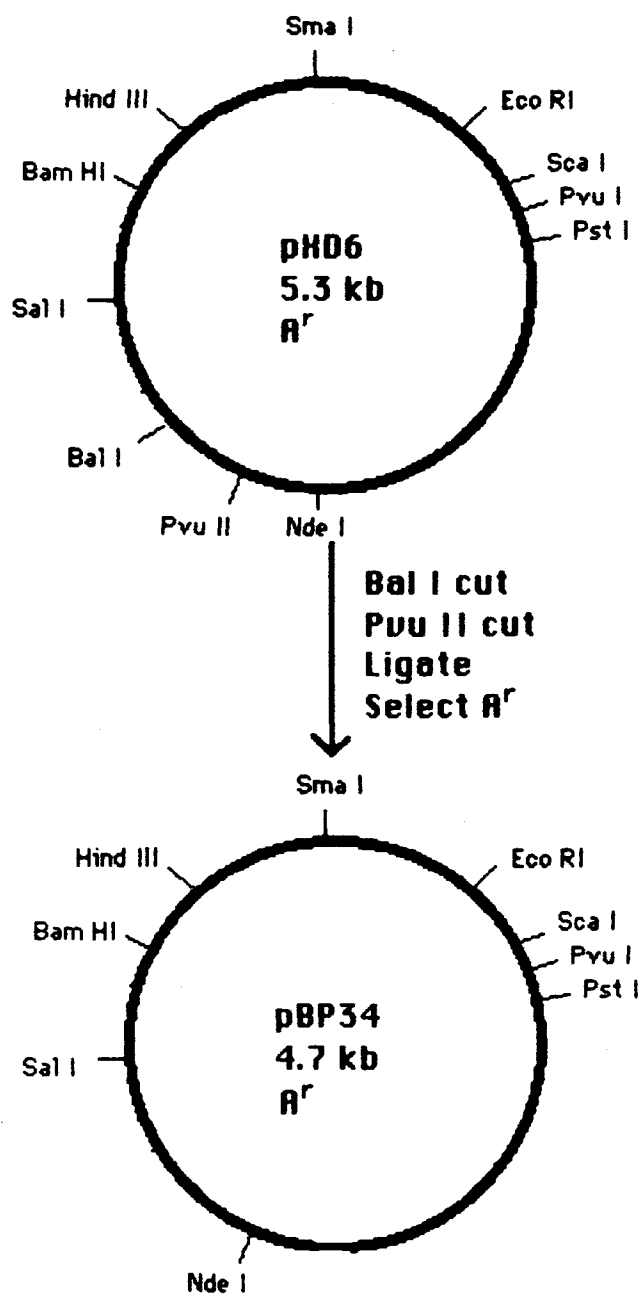 Sma I
Hind III
Eco RI
Bam HI
Sca I
Pvu I
Pst I
pHD6
5.3 kb
Aʳ
Sal I
Bal I
Pvu II
Nde I
Bal I cut
Pvu II cut
Ligate
Select Aʳ
Sma I
Hind III
Eco RI
Bam HI
Sca I
Pvu I
Pst I
pBP34
4.7 kb
Aʳ
Sal I
Nde I